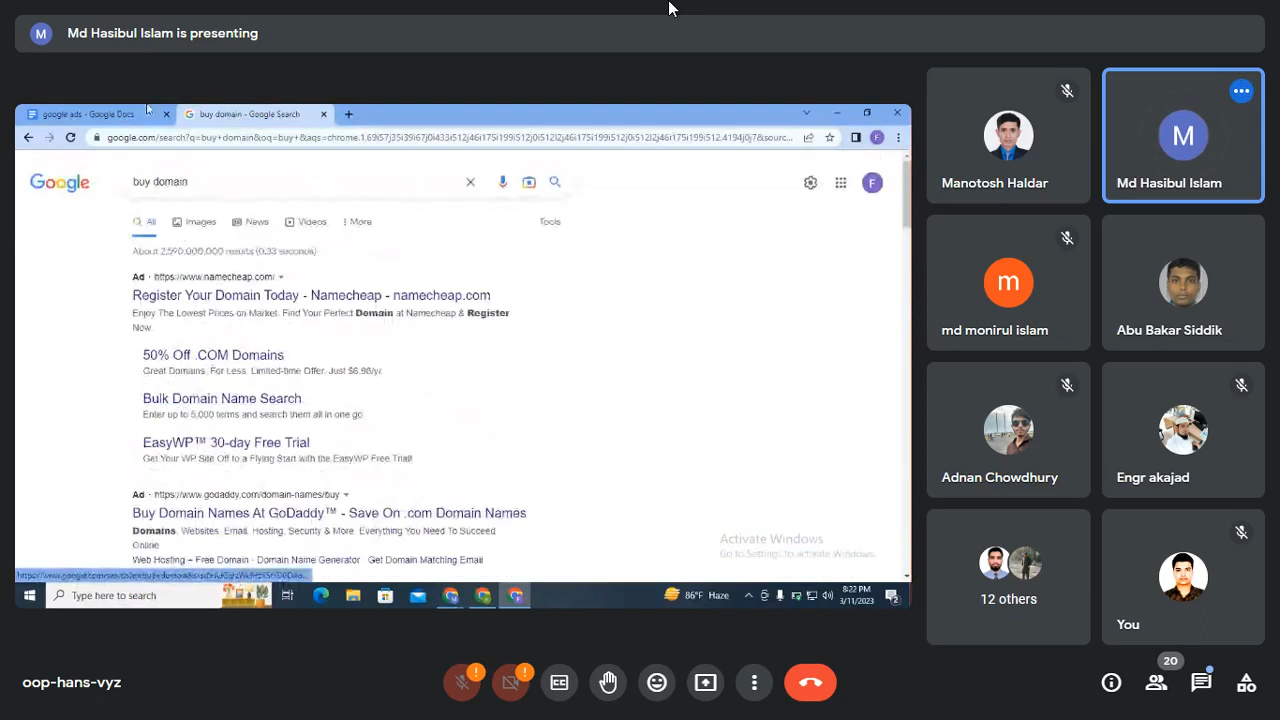 M
Md Hasibul Islam is presenting
google ads - Google Docs
buy domain - Google Search
Google
buy domain
F
All
Images
News
Videos
More
Tools
About 2,590,000,000 results (0.33 seconds)
Ad · https://www.namecheap.com/
Register Your Domain Today - Namecheap - namecheap.com
Enjoy The Lowest Prices on Market. Find Your Perfect Domain at Namecheap & Register
Now.
50% Off .COM Domains
Great Domains. For Less. Limited-time Offer. Just $6.98/yr.
Bulk Domain Name Search
Enter up to 5,000 terms and search them all in one go
EasyWP™ 30-day Free Trial
Get Your WP Site Off to a Flying Start with the EasyWP Free Trial!
Ad · https://www.godaddy.com/domain-names/buy
Buy Domain Names At GoDaddy™ - Save On .com Domain Names
Domains, Websites, Email, Hosting, Security & More. Everything You Need To Succeed
Online
Web Hosting – Free Domain · Domain Name Generator · Get Domain Matching Email
Activate Windows
Go to Settings to activate Windows.
Type here to search
86°F Haze
8:22 PM
3/11/2023
2
Manotosh Haldar
M
Md Hasibul Islam
m
md monirul islam
Abu Bakar Siddik
Adnan Chowdhury
Engr akajad
12 others
You
oop-hans-vyz
20